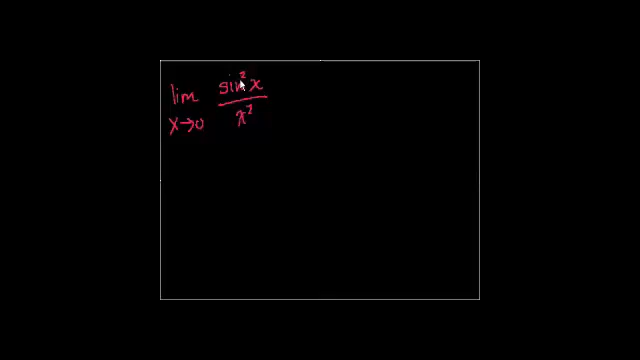 lim sin²x / x²
x→0